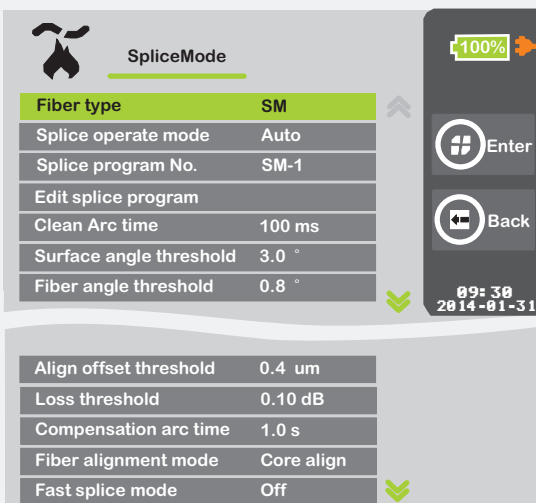 SpliceMode
100%
Fiber type SM
Splice operate mode Auto
Splice program No. SM-1
Edit splice program
Clean Arc time 100 ms
Surface angle threshold 3.0 °
Fiber angle threshold 0.8 °
Enter
Back
09:30
2014-01-31
Align offset threshold 0.4 um
Loss threshold 0.10 dB
Compensation arc time 1.0 s
Fiber alignment mode Core align
Fast splice mode Off